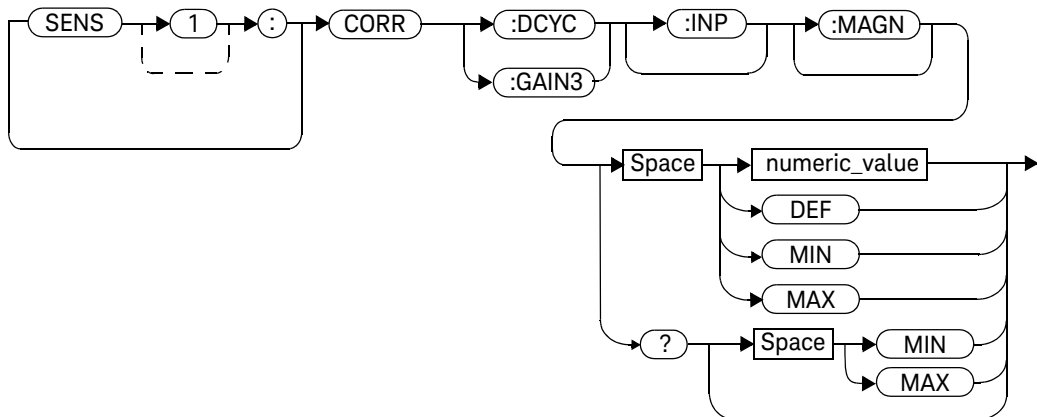 SENS 1 : CORR :DCYC :INP :MAGN
:GAIN3
Space numeric_value
DEF
MIN
MAX
? Space MIN
MAX